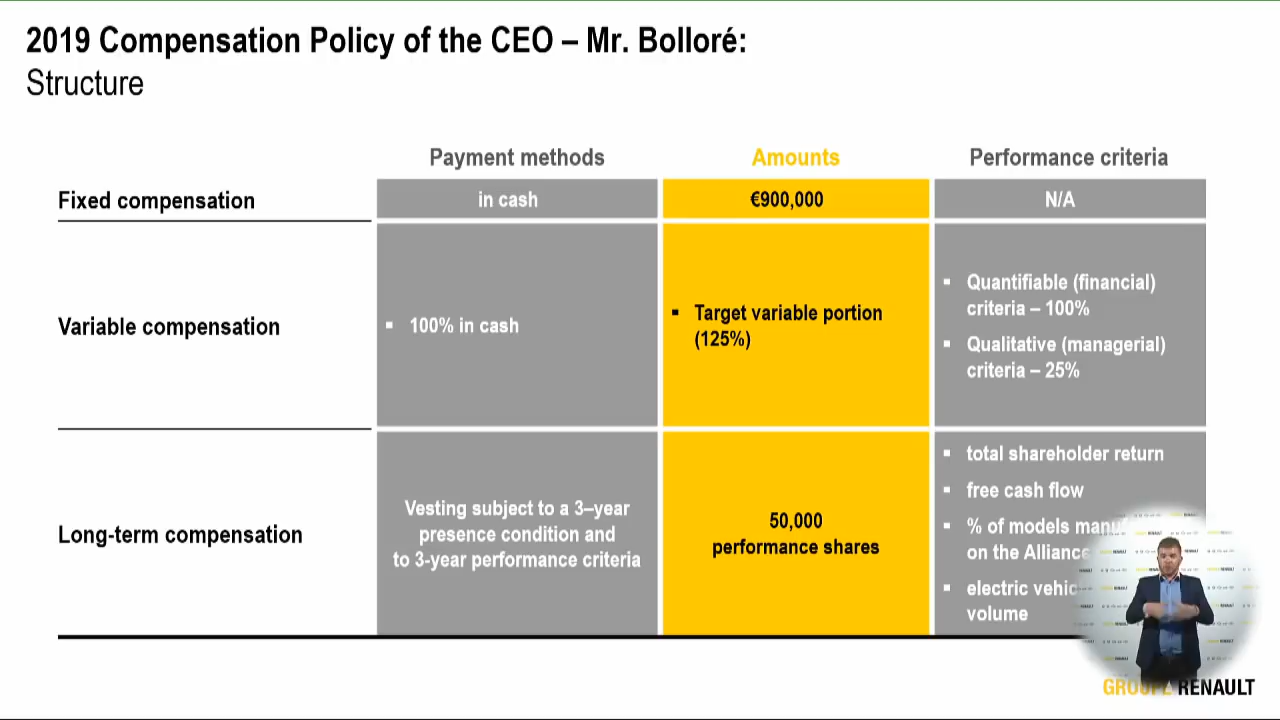 2019 Compensation Policy of the CEO – Mr. Bolloré:
Structure
Payment methods
Amounts
Performance criteria
Fixed compensation
in cash
€900,000
N/A
Variable compensation
▪ 100% in cash
▪ Target variable portion
(125%)
▪ Quantifiable (financial)
criteria – 100%
▪ Qualitative (managerial)
criteria – 25%
Long-term compensation
Vesting subject to a 3–year
presence condition and
to 3-year performance criteria
50,000
performance shares
▪ total shareholder return
▪ free cash flow
▪ % of models
on the Alliance
▪ electric
volume
GROUPE RENAULT